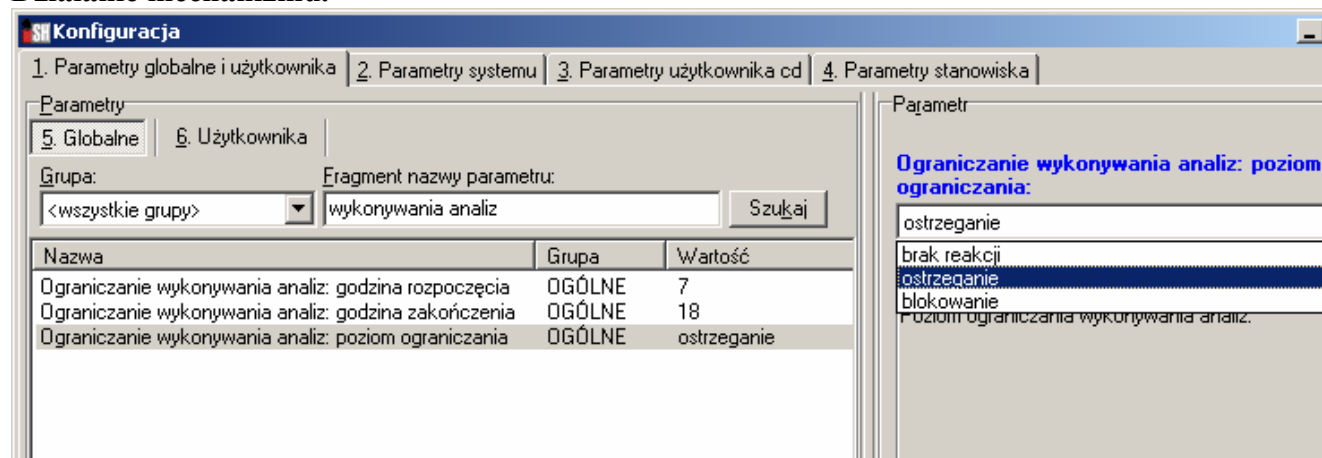 Działanie mechanizmu:
SH Konfiguracja
1. Parametry globalne i użytkownika 2. Parametry systemu 3. Parametry użytkownika cd 4. Parametry stanowiska
Parametry
5. Globalne 6. Użytkownika
Grupa: Fragment nazwy parametru:
<wszystkie grupy> wykonywania analiz Szukaj
Nazwa Grupa Wartość
Ograniczanie wykonywania analiz: godzina rozpoczęcia OGÓLNE 7
Ograniczanie wykonywania analiz: godzina zakończenia OGÓLNE 18
Ograniczanie wykonywania analiz: poziom ograniczania OGÓLNE ostrzeganie
Parametr
Ograniczanie wykonywania analiz: poziom
ograniczania:
ostrzeganie
brak reakcji
ostrzeganie
blokowanie
Poziom ograniczania wykonywania analiz.